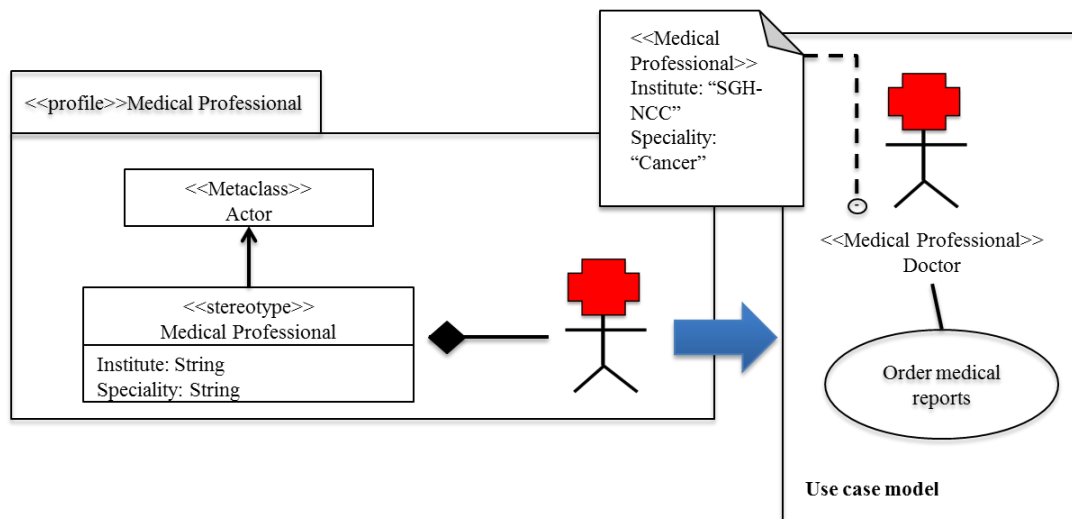 <<profile>>Medical Professional
<<Metaclass>>
Actor
<<stereotype>>
Medical Professional
Institute: String
Speciality: String
<<Medical
Professional>>
Institute: “SGH-
NCC”
Speciality:
“Cancer”
<<Medical Professional>>
Doctor
Order medical
reports
Use case model